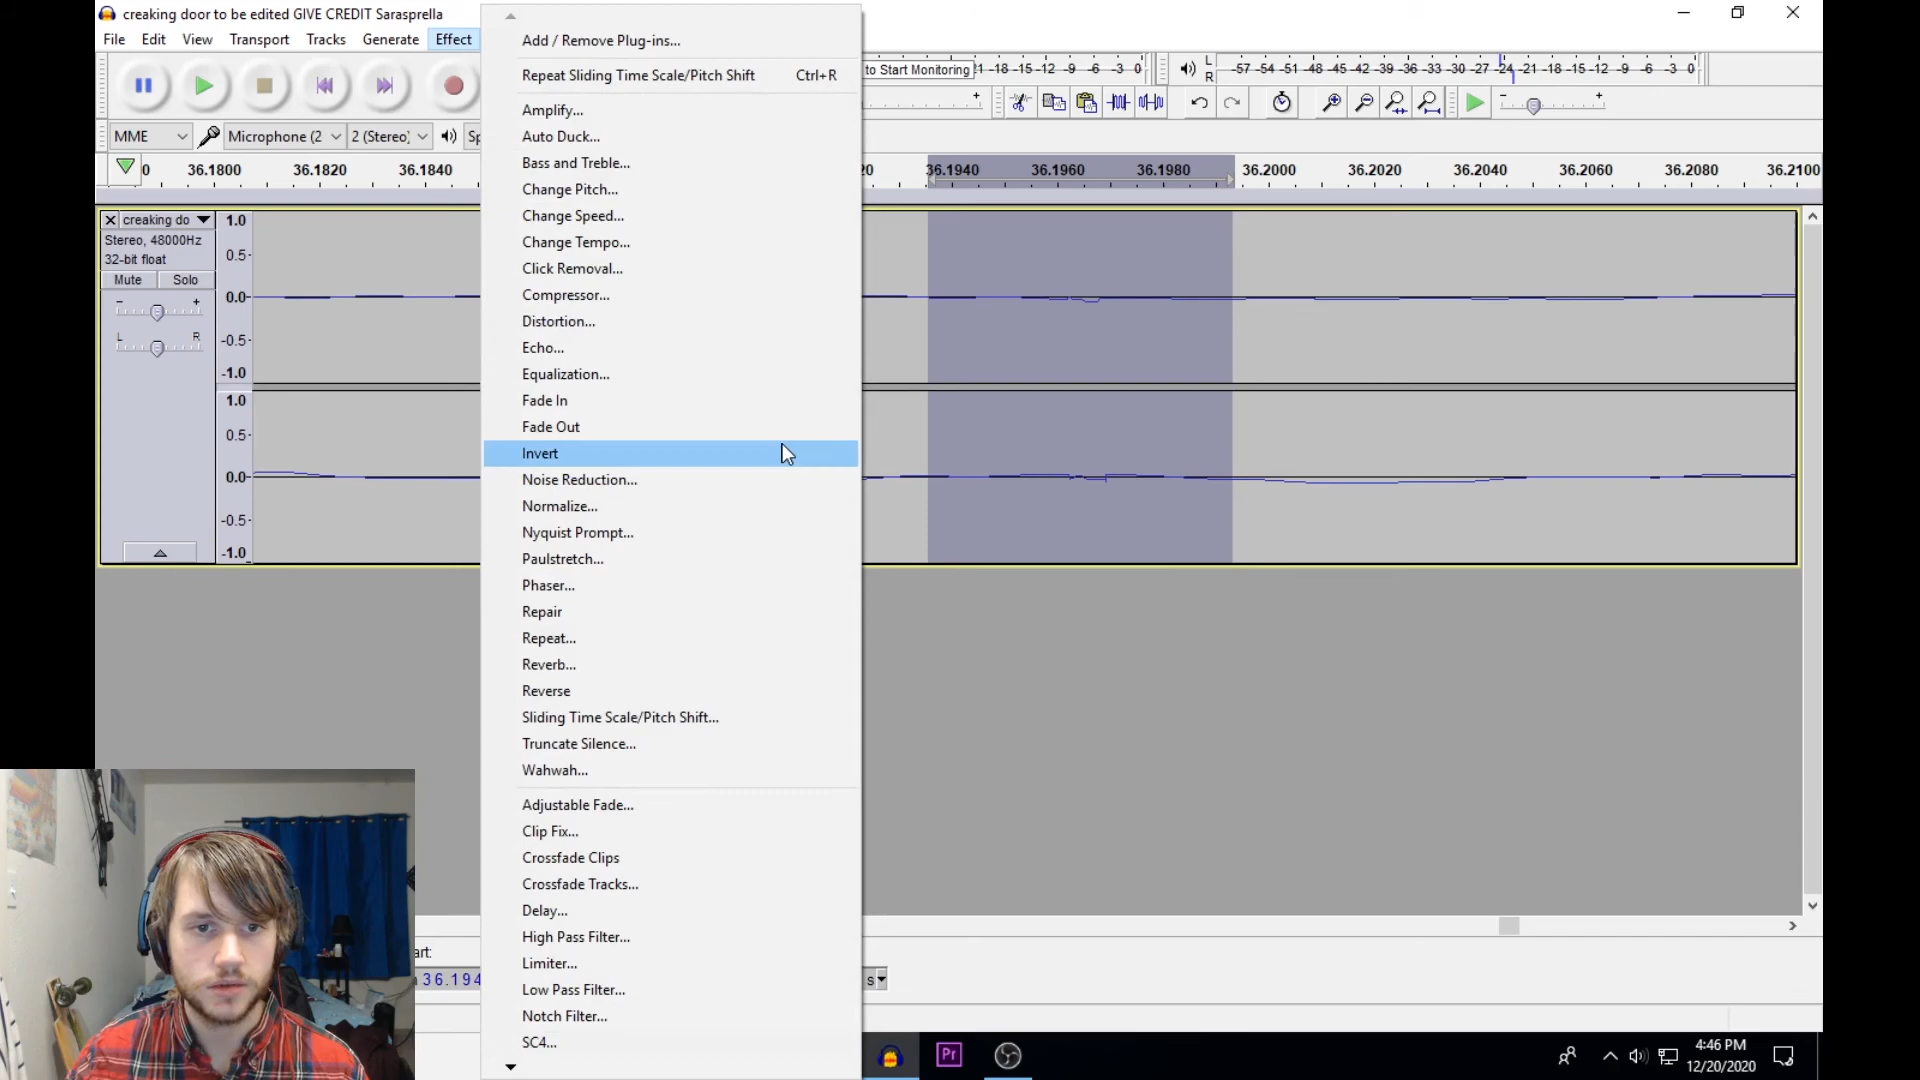 creaking door to be edited GIVE CREDIT Sarasprella
File Edit View Transport Tracks Generate Effect
Add / Remove Plug-ins...
Repeat Sliding Time Scale/Pitch Shift Ctrl+R
Amplify...
Auto Duck...
Bass and Treble...
Change Pitch...
Change Speed...
Change Tempo...
Click Removal...
Compressor...
Distortion...
Echo...
Equalization...
Fade In
Fade Out
Invert
Noise Reduction...
Normalize...
Nyquist Prompt...
Paulstretch...
Phaser...
Repair
Repeat...
Reverb...
Reverse
Sliding Time Scale/Pitch Shift...
Truncate Silence...
Wahwah...
Adjustable Fade...
Clip Fix...
Crossfade Clips
Crossfade Tracks...
Delay...
High Pass Filter...
Limiter...
Low Pass Filter...
Notch Filter...
SC4...
to Start Monitoring -18 -15 -12 -9 -6 -3 0
L
R
-57 -54 -51 -48 -45 -42 -39 -36 -33 -30 -27 -24 -21 -18 -15 -12 -9 -6 -3 0
MME Microphone (2 2 (Stereo) Sp
0 36.1800 36.1820 36.1840 20 36.1940 36.1960 36.1980 36.2000 36.2020 36.2040 36.2060 36.2080 36.2100
creaking do
Stereo, 48000Hz
32-bit float
Mute Solo
- +
L R
1.0
0.5
0.0
-0.5
-1.0
1.0
0.5
0.0
-0.5
-1.0
art:
36.194 s
Pr
4:46 PM
12/20/2020